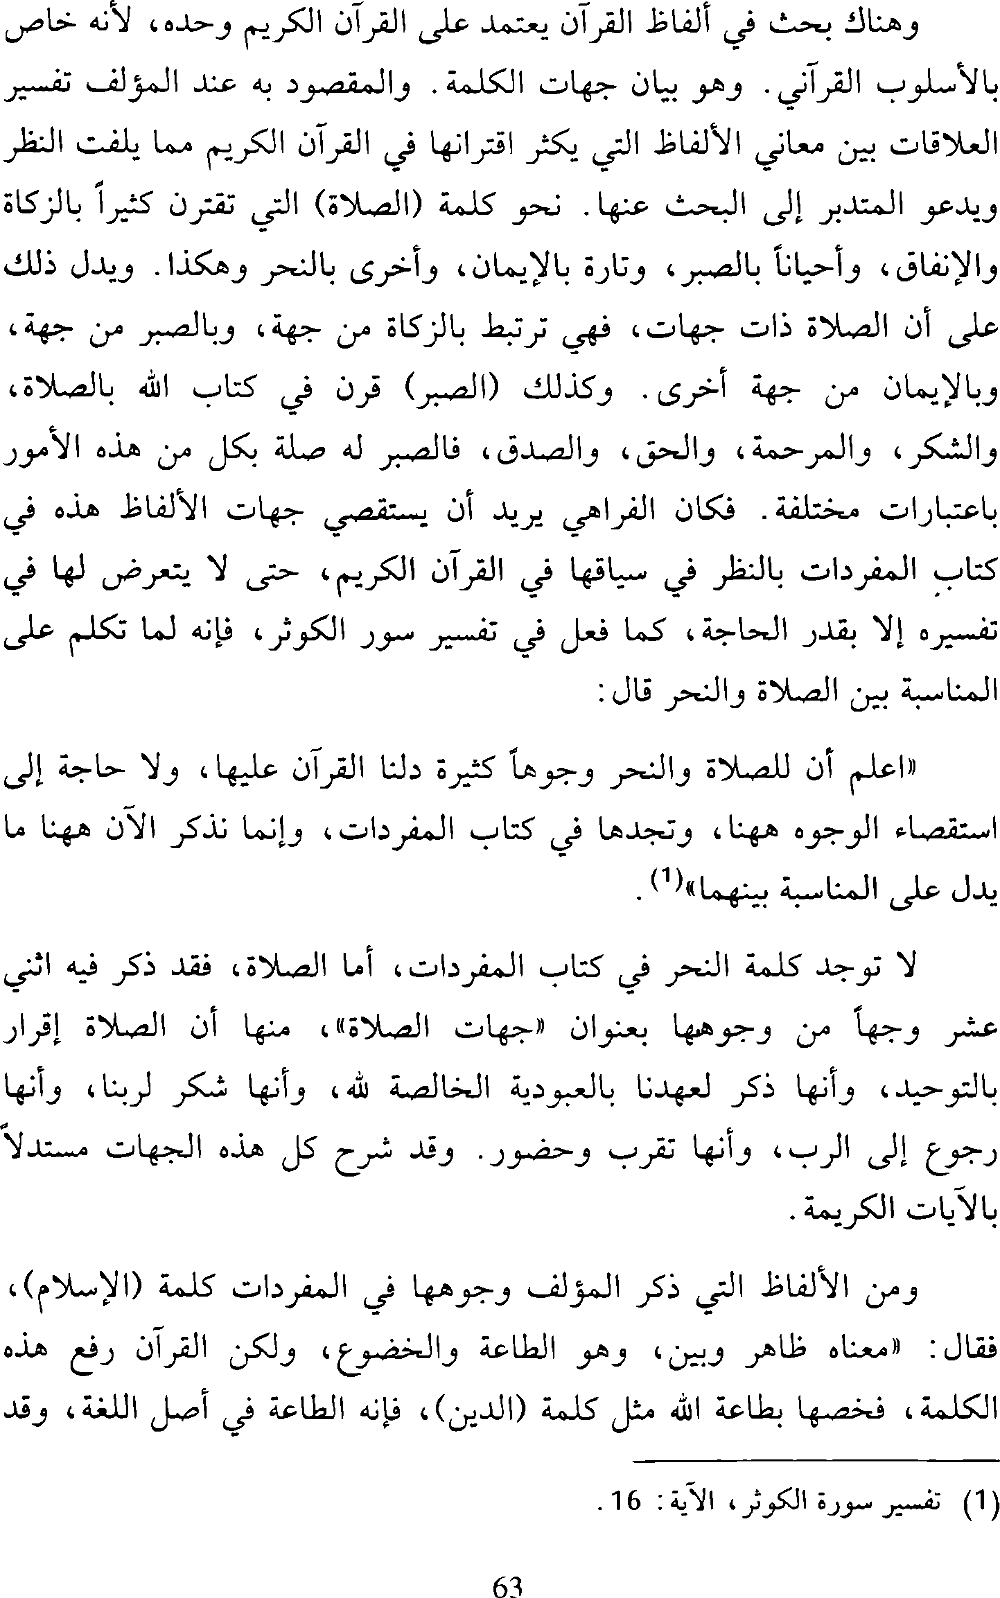 وهناك بحث في ألفاظ القرآن يعتمد على القرآن الكريم وحده، لأنه خاص
بالأسلوب القرآني. وهو بيان جهات الكلمة. والمقصود به عند المؤلف تفسير
العلاقات بين معاني الألفاظ التي يكثر اقترانها في القرآن الكريم مما يلفت النظر
ويدعو المتدبر إلى البحث عنها. نحو كلمة (الصلاة) التي تقترن كثيراً بالزكاة
والإنفاق، وأحياناً بالصبر، وتارة بالإيمان، وأخرى بالنحر وهكذا. ويدل ذلك
على أن الصلاة ذات جهات، فهي ترتبط بالزكاة من جهة، وبالصبر من جهة،
وبالإيمان من جهة أخرى. وكذلك (الصبر) قرن في كتاب الله بالصلاة،
والشكر، والمرحمة، والحق، والصدق، فالصبر له صلة بكل من هذه الأمور
باعتبارات مختلفة. فكان الفراهي يريد أن يستقصي جهات الألفاظ هذه في
كتاب المفردات بالنظر في سياقها في القرآن الكريم، حتى لا يتعرض لها في
تفسيره إلا بقدر الحاجة، كما فعل في تفسير سور الكوثر، فإنه لما تكلم على
المناسبة بين الصلاة والنحر قال:
«اعلم أن للصلاة والنحر وجوهاً كثيرة دلنا القرآن عليها، ولا حاجة إلى
استقصاء الوجوه ههنا، وتجدها في كتاب المفردات، وإنما نذكر الآن ههنا ما
يدل على المناسبة بينهما»(1).
لا توجد كلمة النحر في كتاب المفردات، أما الصلاة، فقد ذكر فيه اثني
عشر وجهاً من وجوهها بعنوان «جهات الصلاة»، منها أن الصلاة إقرار
بالتوحيد، وأنها ذكر لعهدنا بالعبودية الخالصة لله، وأنها شكر لربنا، وأنها
رجوع إلى الرب، وأنها تقرب وحضور. وقد شرح كل هذه الجهات مستدلاً
بالآيات الكريمة.
ومن الألفاظ التي ذكر المؤلف وجوهها في المفردات كلمة (الإسلام)،
فقال: «معناه ظاهر وبين، وهو الطاعة والخضوع، ولكن القرآن رفع هذه
الكلمة، فخصها بطاعة الله مثل كلمة (الدين)، فإنه الطاعة في أصل اللغة، وقد
(1) تفسير سورة الكوثر، الآية: 16.
63